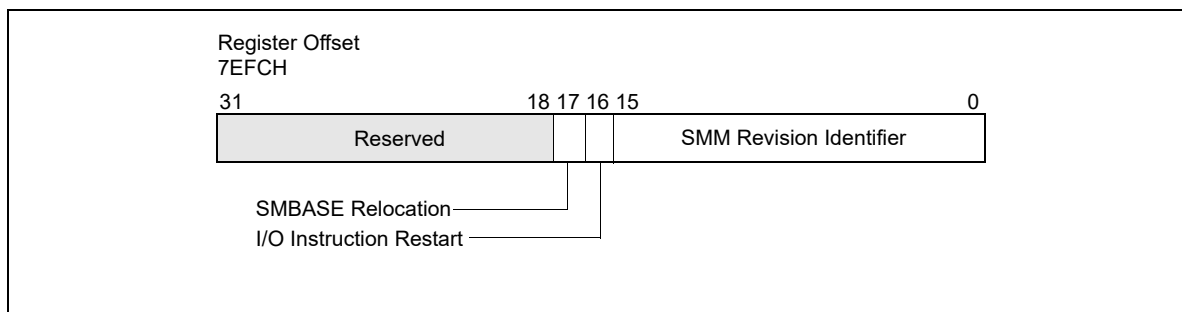 Register Offset
7EFCH
31 18 17 16 15 0
Reserved SMM Revision Identifier
SMBASE Relocation
I/O Instruction Restart